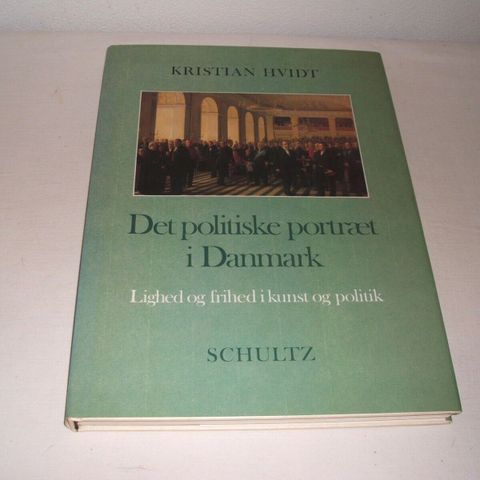 KRISTIAN HVIDT
Det politiske portræt
i Danmark
Lighed og frihed i kunst og politik
SCHULTZ